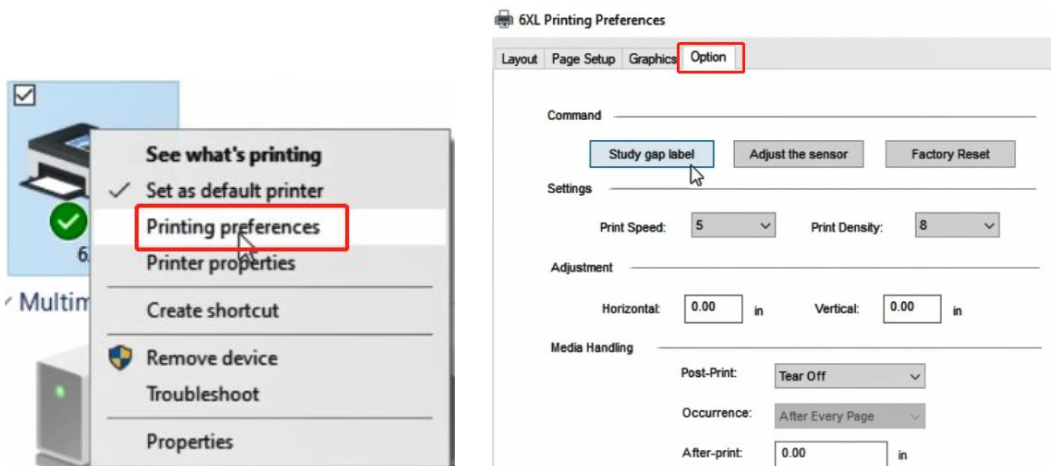 See what's printing
Set as default printer
Printing preferences
Printer properties
Create shortcut
Remove device
Troubleshoot
Properties
6XL Printing Preferences
Layout Page Setup Graphics Option
Command
Study gap label Adjust the sensor Factory Reset
Settings
Print Speed: 5 Print Density: 8
Adjustment
Horizontal: 0.00 in Vertical: 0.00 in
Media Handling
Post-Print: Tear Off
Occurrence: After Every Page
After-print: 0.00 in